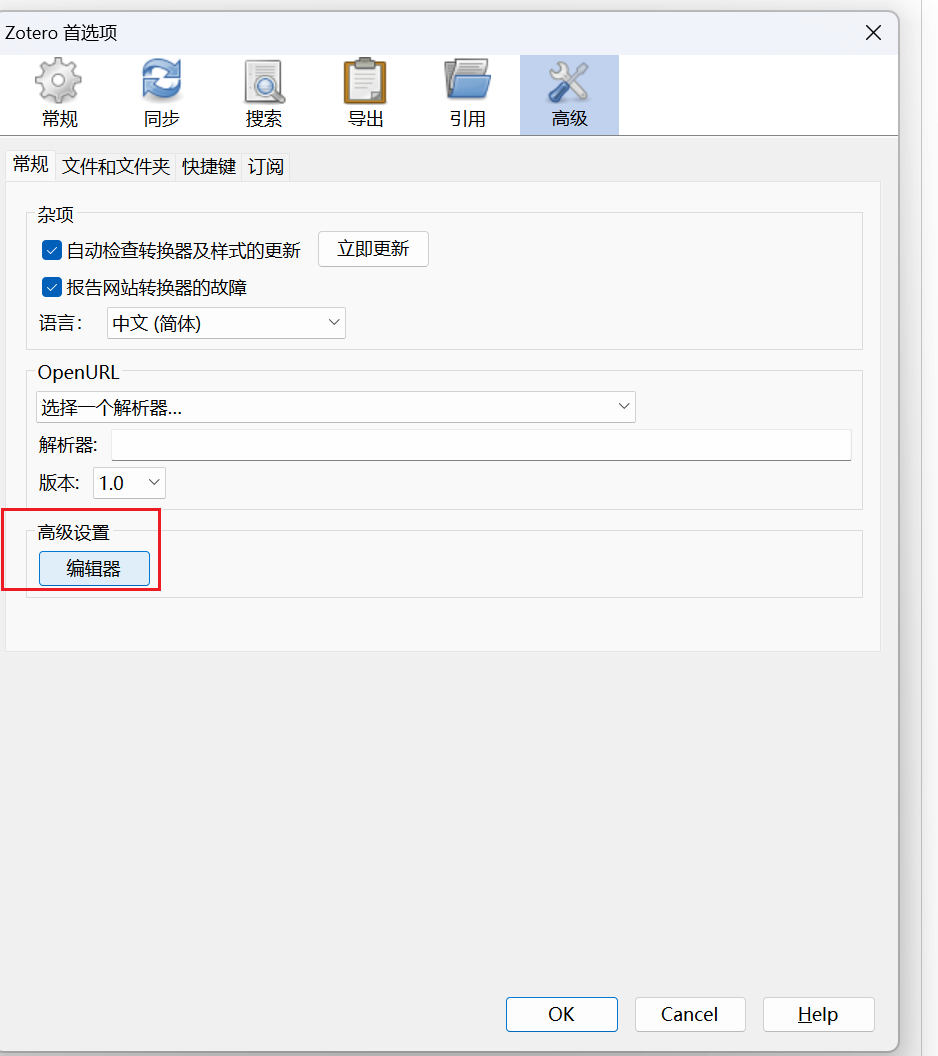 Zotero 首选项
常规 同步 搜索 导出 引用 高级
常规 文件和文件夹 快捷键 订阅
杂项
自动检查转换器及样式的更新 立即更新
报告网站转换器的故障
语言： 中文 (简体)
OpenURL
选择一个解析器...
解析器:
版本: 1.0
高级设置
编辑器
OK Cancel Help